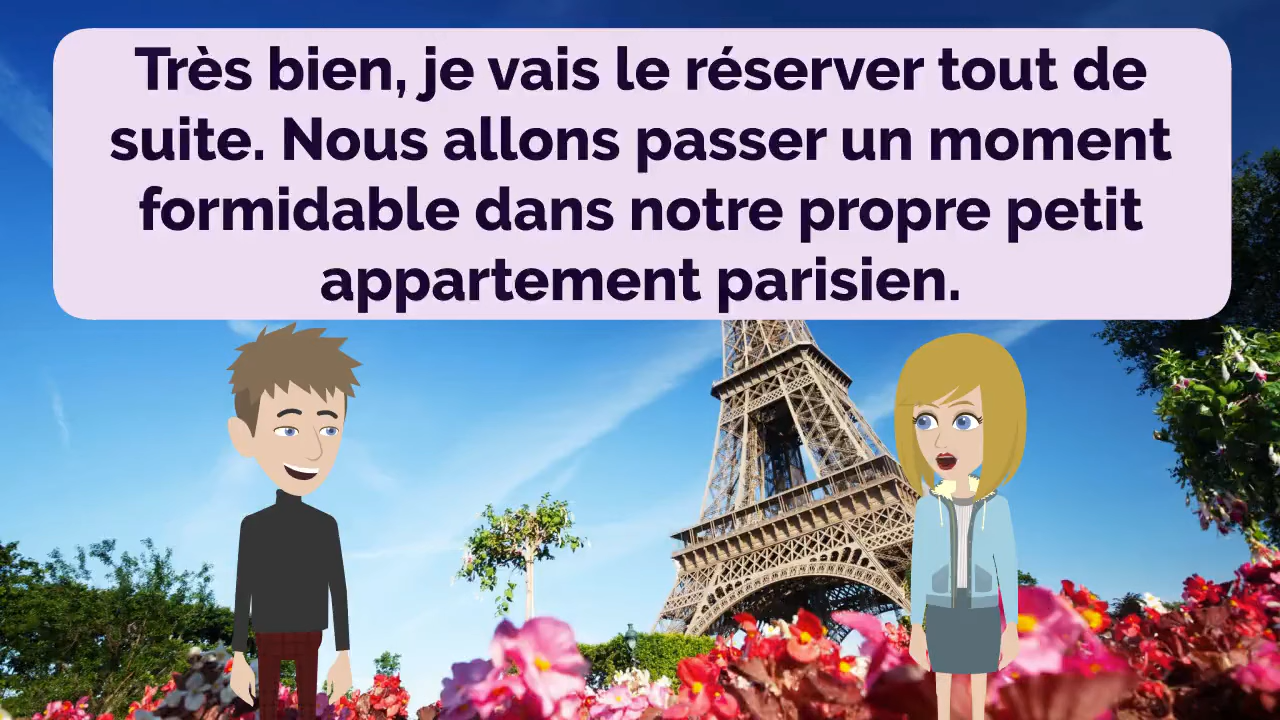 Très bien, je vais le réserver tout de
suite. Nous allons passer un moment
formidable dans notre propre petit
appartement parisien.